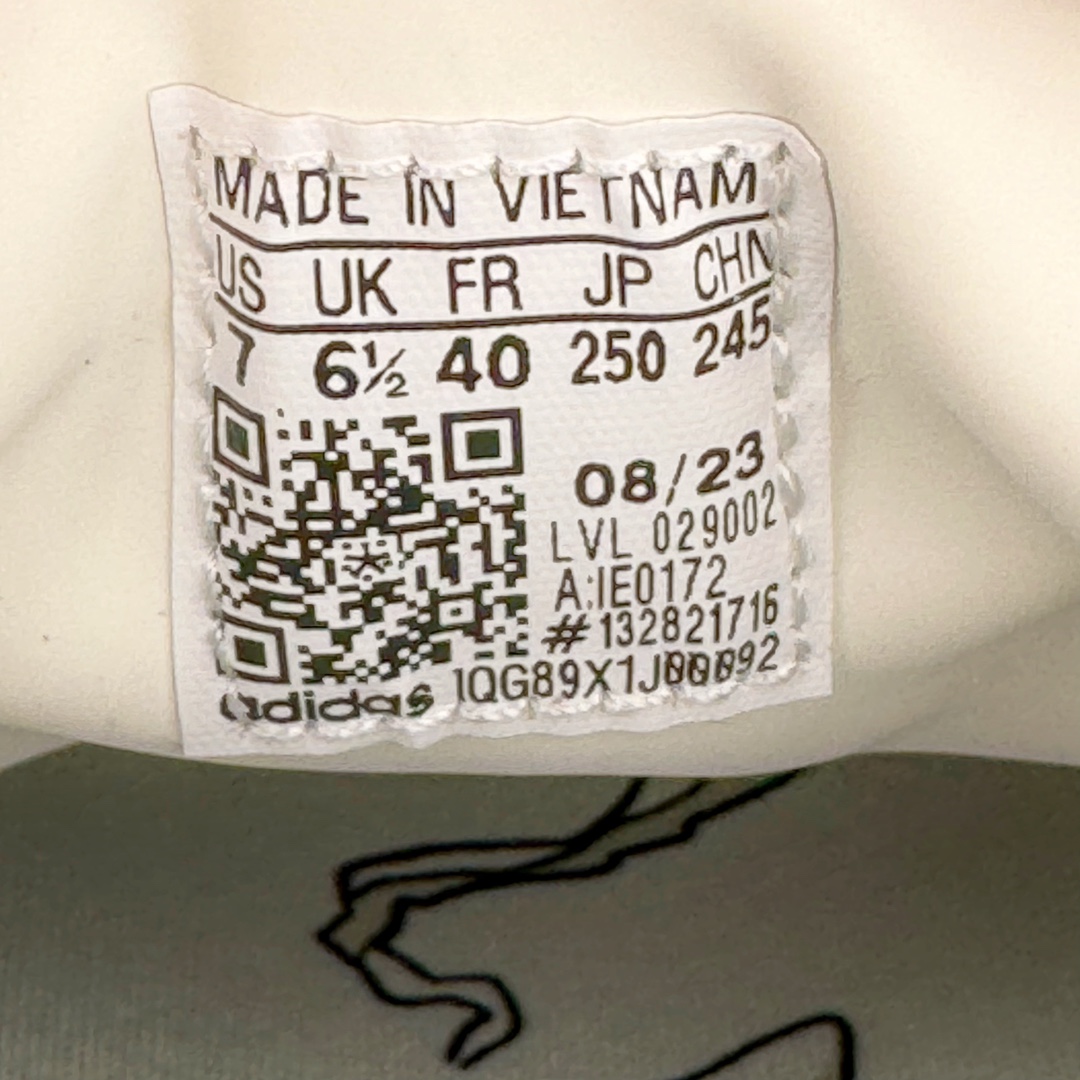 MADE IN VIETNAM
US UK FR JP CHN
7 6½ 40 250 245
08/23
LVL 029002
A:IE0172
#132821716
adidas 1QG89X1J00092